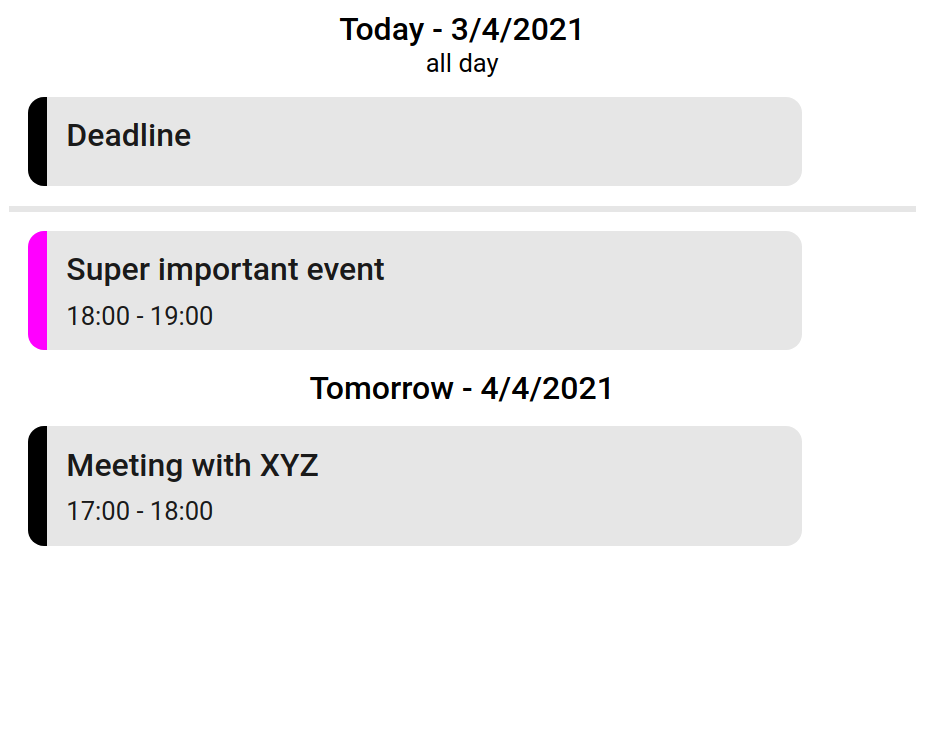 Today - 3/4/2021
all day
Deadline
Super important event
18:00 - 19:00
Tomorrow - 4/4/2021
Meeting with XYZ
17:00 - 18:00